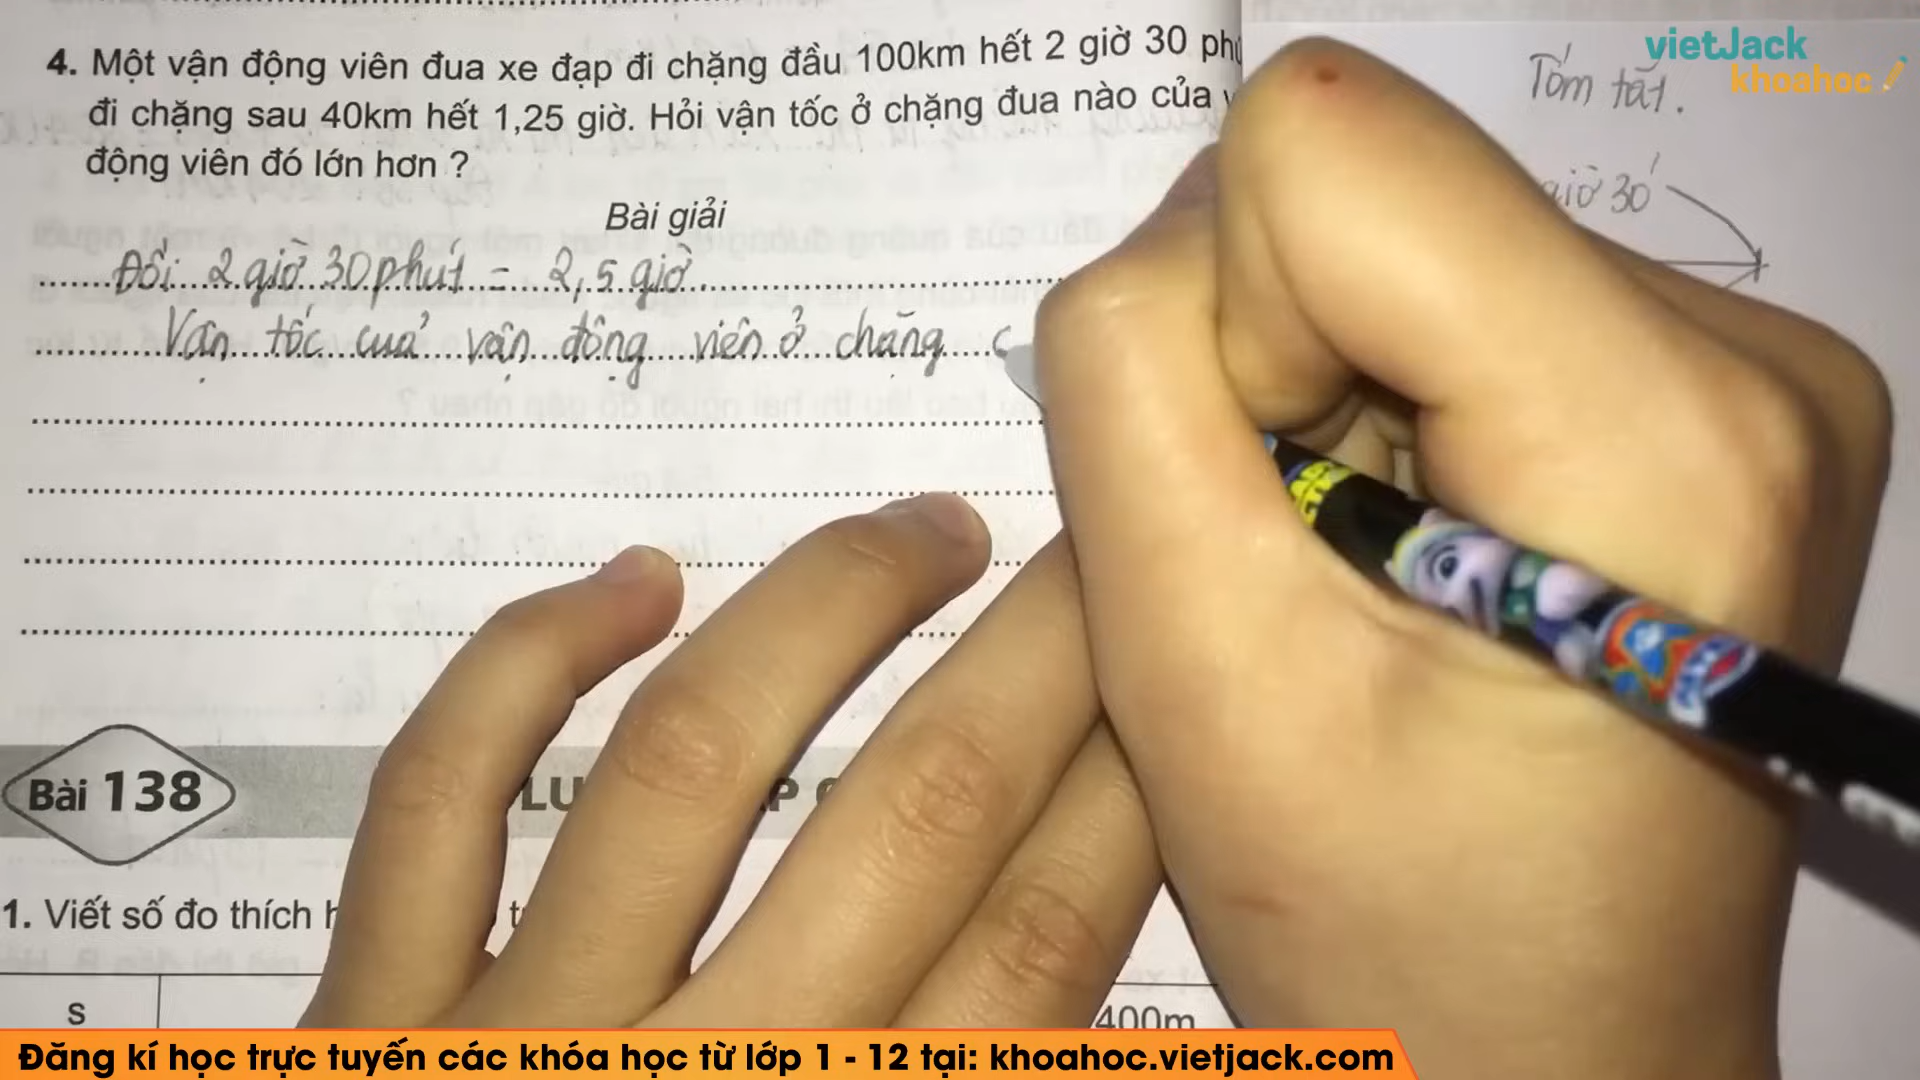 4. Một vận động viên đua xe đạp đi chặng đầu 100km hết 2 giờ 30
đi chặng sau 40km hết 1,25 giờ. Hỏi vận tốc ở chặng đua nào của
động viên đó lớn hơn ?
Bài giải
Đổi 2 giờ 30 phút = 2,5 giờ
Vận tốc cuả vận động viên ở chặng
Tóm tắt.
giờ 30'
vietJack
khoahoc
Bài 138
1. Viết số đo thích
s
400m
Đăng kí học trực tuyến các khóa học từ lớp 1 - 12 tại: khoahoc.vietjack.com